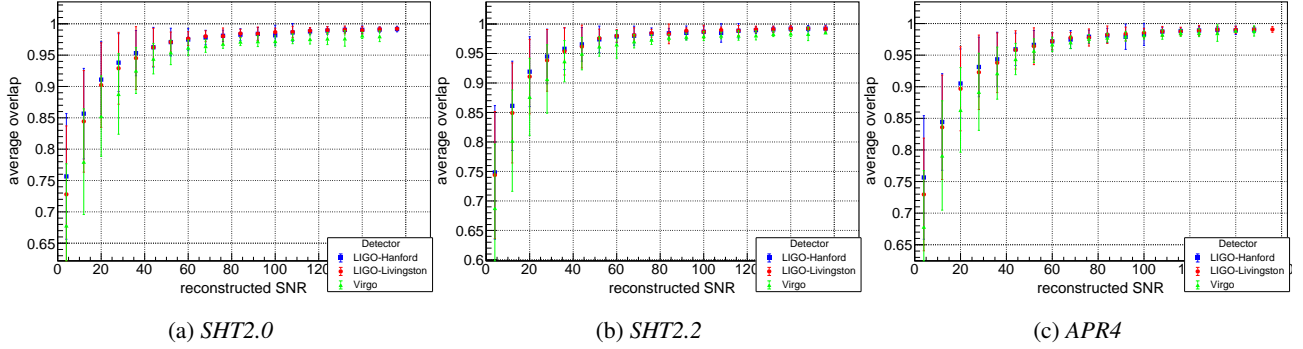 average overlap
1
0.95
0.9
0.85
0.8
0.75
0.7
0.65
0 20 40 60 80 100 120
reconstructed SNR
Detector
LIGO-Hanford
LIGO-Livingston
Virgo
(a) SHT2.0
average overlap
1
0.95
0.9
0.85
0.8
0.75
0.7
0.65
0.6
0 20 40 60 80 100 120
reconstructed SNR
Detector
LIGO-Hanford
LIGO-Livingston
Virgo
(b) SHT2.2
average overlap
1
0.95
0.9
0.85
0.8
0.75
0.7
0.65
0 20 40 60 80 100 120
reconstructed SNR
Detector
LIGO-Hanford
LIGO-Livingston
Virgo
(c) APR4